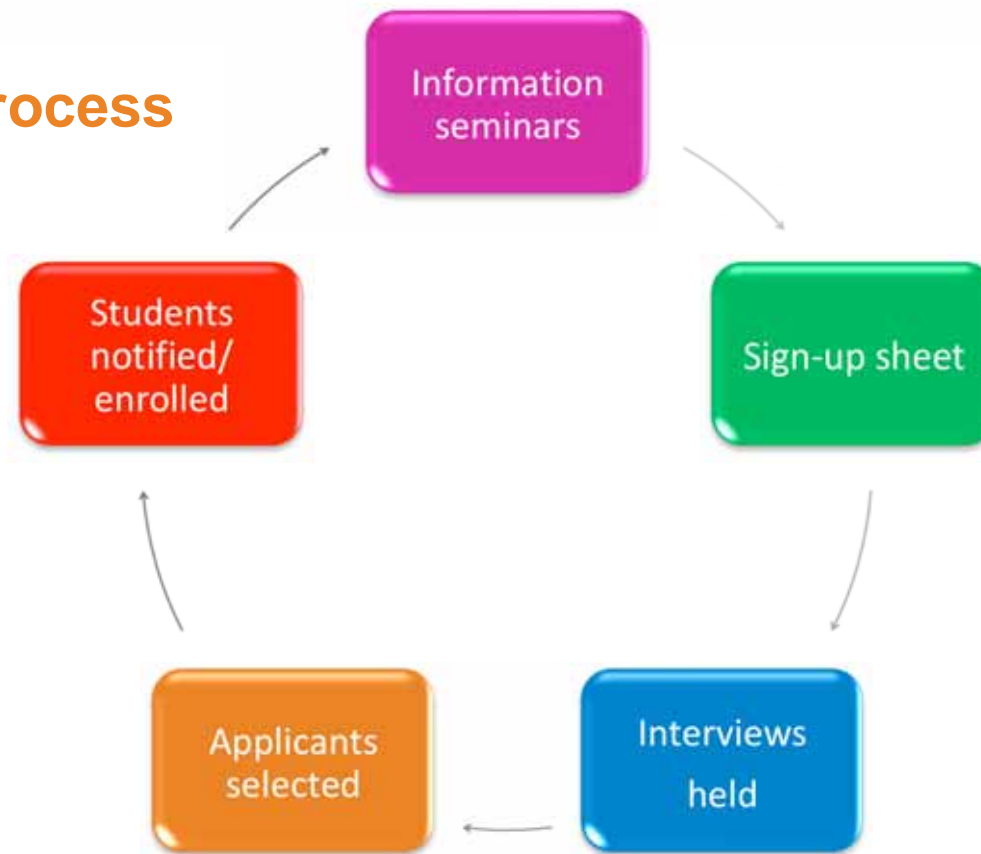 rocess
Information
seminars
Sign-up sheet
Interviews
held
Applicants
selected
Students
notified/
enrolled